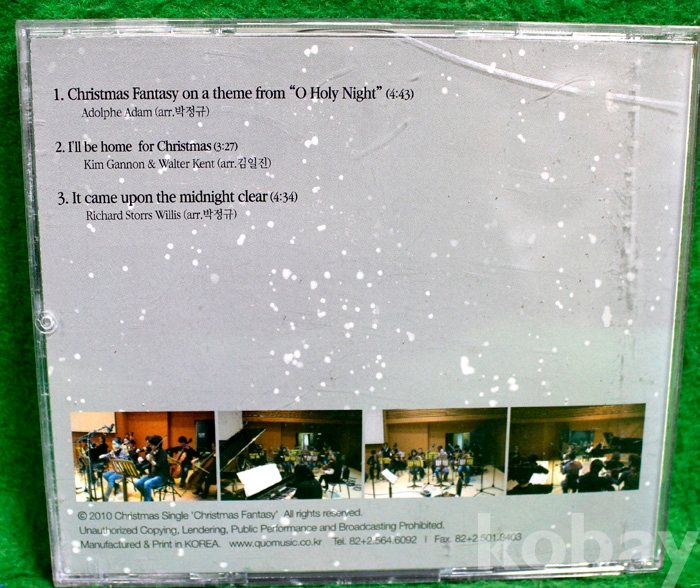 1. Christmas Fantasy on a theme from “O Holy Night” (4:43)
Adolphe Adam (arr.박정규)
2. I'll be home for Christmas (3:27)
Kim Gannon & Walter Kent (arr.김일진)
3. It came upon the midnight clear (4:34)
Richard Storrs Willis (arr.박정규)
© 2010 Christmas Single 'Christmas Fantasy' All rights reserved.
Unauthorized Copying, Lendering, Public Performance and Broadcasting Prohibited.
Manufactured & Print in KOREA. www.quomusic.co.kr Tel. 82+2.564.6092 | Fax. 82+2.501.9403
kobay